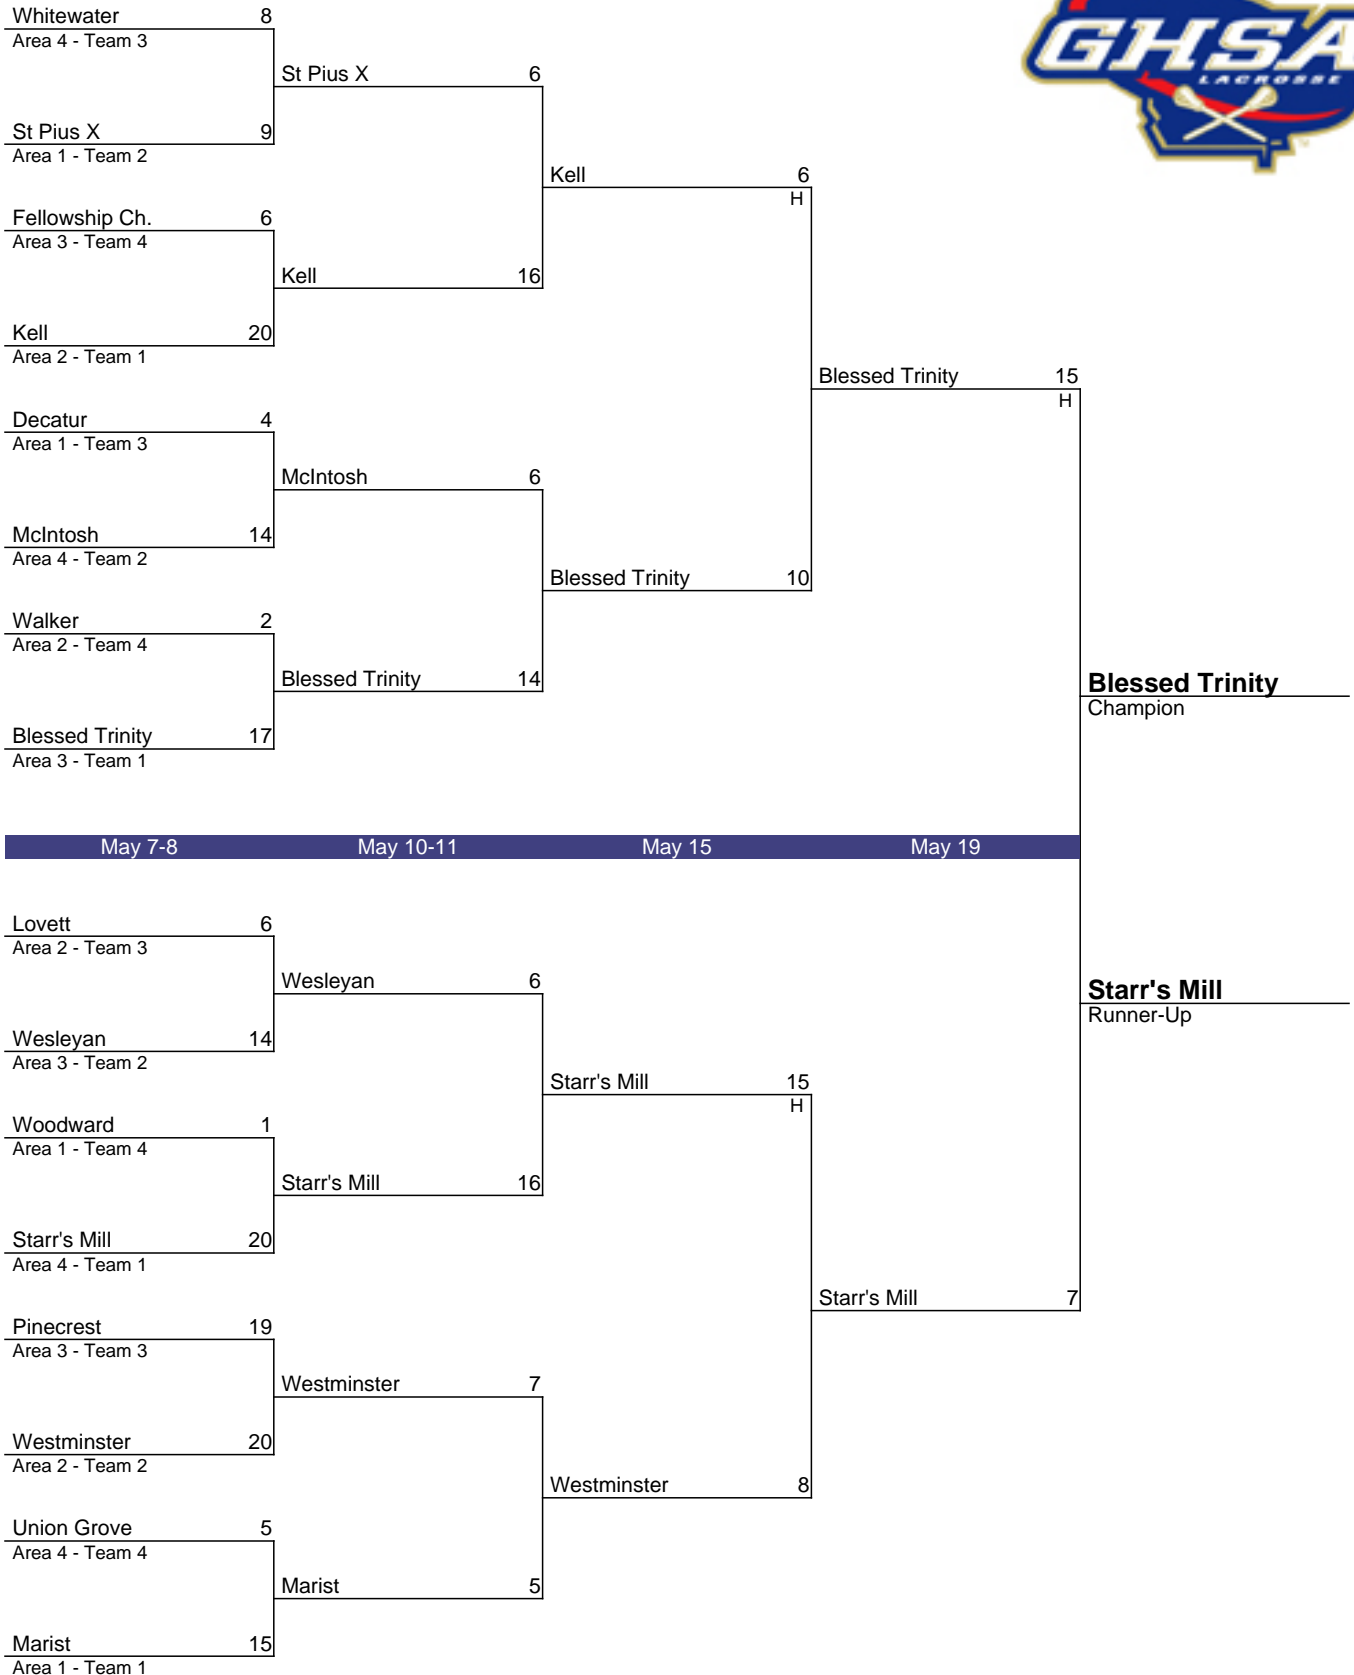 Whitewater 8
Area 4 - Team 3
St Pius X 6
St Pius X 9
Area 1 - Team 2
Kell 6
H
Fellowship Ch. 6
Area 3 - Team 4
Kell 16
Kell 20
Area 2 - Team 1
Blessed Trinity 15
H
Decatur 4
Area 1 - Team 3
McIntosh 6
McIntosh 14
Area 4 - Team 2
Blessed Trinity 10
Walker 2
Area 2 - Team 4
Blessed Trinity 14
Blessed Trinity
Champion
Blessed Trinity 17
Area 3 - Team 1
May 7-8 May 10-11 May 15 May 19
Lovett 6
Area 2 - Team 3
Wesleyan 6
Starr's Mill
Runner-Up
Wesleyan 14
Area 3 - Team 2
Starr's Mill 15
H
Woodward 1
Area 1 - Team 4
Starr's Mill 16
Starr's Mill 20
Area 4 - Team 1
Starr's Mill 7
Pinecrest 19
Area 3 - Team 3
Westminster 7
Westminster 20
Area 2 - Team 2
Westminster 8
Union Grove 5
Area 4 - Team 4
Marist 5
Marist 15
Area 1 - Team 1
GHSA
LACROSSE
TM